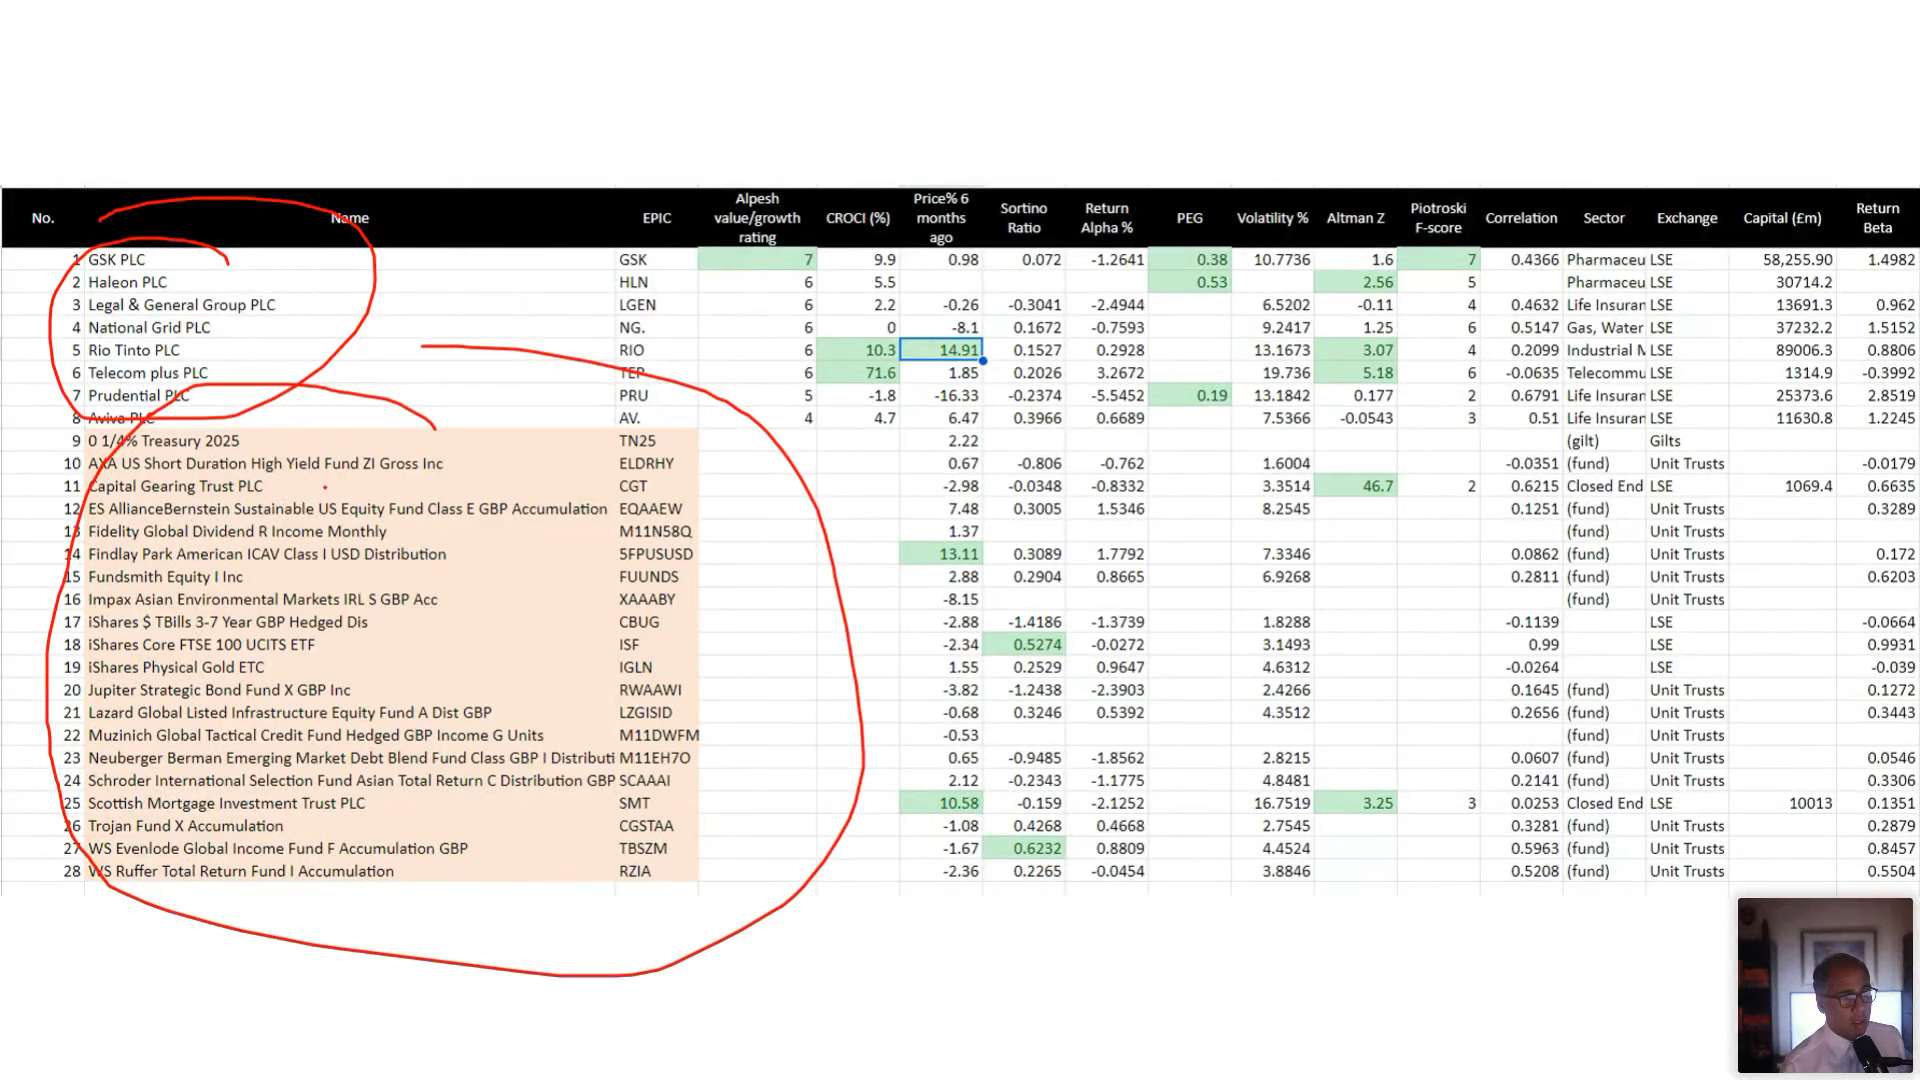 No. Name EPIC Alpesh value/growth rating CROCI (%) Price% 6 months ago Sortino Ratio Return Alpha % PEG Volatility % Altman Z Piotroski F-score Correlation Sector Exchange Capital (£m) Return Beta
1 GSK PLC GSK 7 9.9 0.98 0.072 -1.2641 0.38 10.7736 1.6 7 0.4366 Pharmaceu LSE 58,255.90 1.4982
2 Haleon PLC HLN 6 5.5 0.53 2.56 5 Pharmaceu LSE 30714.2
3 Legal & General Group PLC LGEN 6 2.2 -0.26 -0.3041 -2.4944 6.5202 -0.11 4 0.4632 Life Insuran LSE 13691.3 0.962
4 National Grid PLC NG. 6 0 -8.1 0.1672 -0.7593 9.2417 1.25 6 0.5147 Gas, Water LSE 37232.2 1.5152
5 Rio Tinto PLC RIO 6 10.3 14.91 0.1527 0.2928 13.1673 3.07 4 0.2099 Industrial M LSE 89006.3 0.8806
6 Telecom plus PLC TEP 6 71.6 1.85 0.2026 3.2672 19.736 5.18 6 -0.0635 Telecommu LSE 1314.9 -0.3992
7 Prudential PLC PRU 5 -1.8 -16.33 -0.2374 -5.5452 0.19 13.1842 0.177 2 0.6791 Life Insuran LSE 25373.6 2.8519
8 Aviva PLC AV. 4 4.7 6.47 0.3966 0.6689 7.5366 -0.0543 3 0.51 Life Insuran LSE 11630.8 1.2245
9 0 1/4% Treasury 2025 TN25 2.22 (gilt) Gilts
10 AXA US Short Duration High Yield Fund ZI Gross Inc ELDRHY 0.67 -0.806 -0.762 1.6004 -0.0351 (fund) Unit Trusts -0.0179
11 Capital Gearing Trust PLC CGT -2.98 -0.0348 -0.8332 3.3514 46.7 2 0.6215 Closed End LSE 1069.4 0.6635
12 ES AllianceBernstein Sustainable US Equity Fund Class E GBP Accumulation EQAAEW 7.48 0.3005 1.5346 8.2545 0.1251 (fund) Unit Trusts 0.3289
13 Fidelity Global Dividend R Income Monthly M11N58Q 1.37 (fund) Unit Trusts
14 Findlay Park American ICAV Class I USD Distribution 5FPUSUSD 13.11 0.3089 1.7792 7.3346 0.0862 (fund) Unit Trusts 0.172
15 Fundsmith Equity I Inc FUUNDS 2.88 0.2904 0.8665 6.9268 0.2811 (fund) Unit Trusts 0.6203
16 Impax Asian Environmental Markets IRL S GBP Acc XAAABY -8.15 (fund) Unit Trusts
17 iShares $ TBills 3-7 Year GBP Hedged Dis CBUG -2.88 -1.4186 -1.3739 1.8288 -0.1139 LSE -0.0664
18 iShares Core FTSE 100 UCITS ETF ISF -2.34 0.5274 -0.0272 3.1493 0.99 LSE 0.9931
19 iShares Physical Gold ETC IGLN 1.55 0.2529 0.9647 4.6312 -0.0264 LSE -0.039
20 Jupiter Strategic Bond Fund X GBP Inc RWAAWI -3.82 -1.2438 -2.3903 2.4266 0.1645 (fund) Unit Trusts 0.1272
21 Lazard Global Listed Infrastructure Equity Fund A Dist GBP LZGISID -0.68 0.3246 0.5392 4.3512 0.2656 (fund) Unit Trusts 0.3443
22 Muzinich Global Tactical Credit Fund Hedged GBP Income G Units M11DWFM -0.53 (fund) Unit Trusts
23 Neuberger Berman Emerging Market Debt Blend Fund Class GBP I Distributi M11EH7O 0.65 -0.9485 -1.8562 2.8215 0.0607 (fund) Unit Trusts 0.0546
24 Schroder International Selection Fund Asian Total Return C Distribution GBP SCAAAI 2.12 -0.2343 -1.1775 4.8481 0.2141 (fund) Unit Trusts 0.3306
25 Scottish Mortgage Investment Trust PLC SMT 10.58 -0.159 -2.1252 16.7519 3.25 3 0.0253 Closed End LSE 10013 0.1351
26 Trojan Fund X Accumulation CGSTAA -1.08 0.4268 0.4668 2.7545 0.3281 (fund) Unit Trusts 0.2879
27 WS Evenlode Global Income Fund F Accumulation GBP TBSZM -1.67 0.6232 0.8809 4.4524 0.5963 (fund) Unit Trusts 0.8457
28 WS Ruffer Total Return Fund I Accumulation RZIA -2.36 0.2265 -0.0454 3.8846 0.5208 (fund) Unit Trusts 0.5504